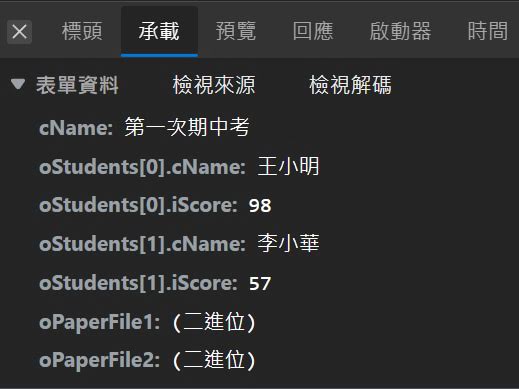 標頭 承載 預覽 回應 啟動器 時間
表單資料 檢視來源 檢視解碼
cName: 第一次期中考
oStudents[0].cName: 王小明
oStudents[0].iScore: 98
oStudents[1].cName: 李小華
oStudents[1].iScore: 57
oPaperFile1: (二進位)
oPaperFile2: (二進位)